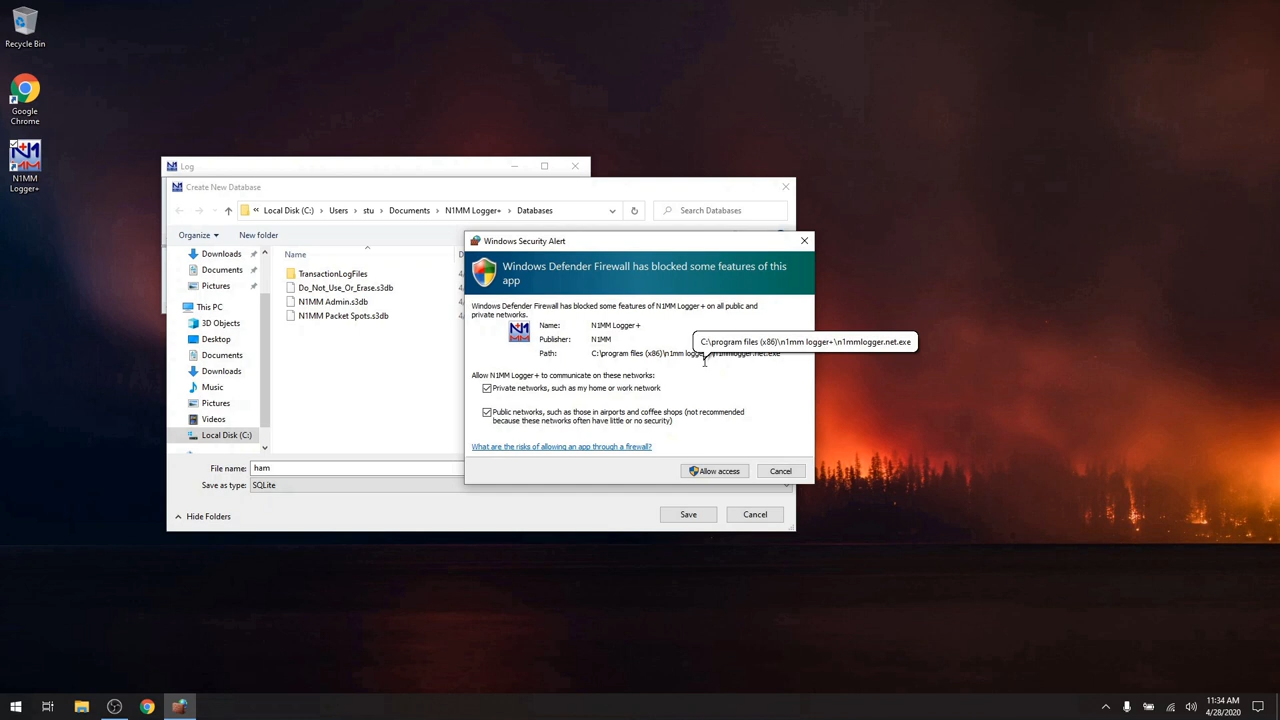 Recycle Bin
Google
Chrome
N1MM
Logger+
Log
Create New Database
« Local Disk (C:) › Users › stu › Documents › N1MM Logger+ › Databases
Search Databases
Organize
New folder
Downloads
Documents
Pictures
This PC
3D Objects
Desktop
Documents
Downloads
Music
Pictures
Videos
Local Disk (C:)
Name
TransactionLogFiles
Do_Not_Use_Or_Erase.s3db
N1MM Admin.s3db
N1MM Packet Spots.s3db
File name: ham
Save as type: SQLite
Hide Folders
Save
Cancel
Windows Security Alert
Windows Defender Firewall has blocked some features of this
app
Windows Defender Firewall has blocked some features of N1MM Logger+ on all public and
private networks.
Name: N1MM Logger+
Publisher: N1MM
C:\program files (x86)\n1mm logger+\n1mmlogger.net.exe
Path: C:\program files (x86)\n1mm logger+\n1mmlogger.net.exe
Allow N1MM Logger+ to communicate on these networks:
Private networks, such as my home or work network
Public networks, such as those in airports and coffee shops (not recommended
because these networks often have little or no security)
What are the risks of allowing an app through a firewall?
Allow access
Cancel
11:34 AM
4/28/2020